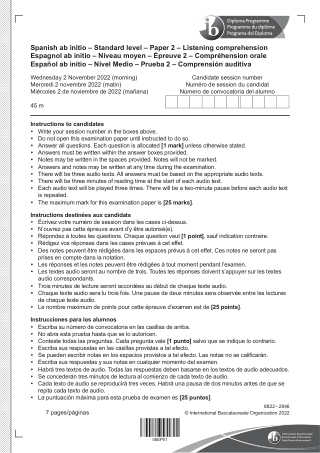 Diploma Programme
Programme du diplôme
Programa del Diploma
Spanish ab initio – Standard level – Paper 2 – Listening comprehension
Espagnol ab initio – Niveau moyen – Épreuve 2 – Compréhension orale
Español ab initio – Nivel Medio – Prueba 2 – Comprensión auditiva
Wednesday 2 November 2022 (morning)
Mercredi 2 novembre 2022 (matin)
Miércoles 2 de noviembre de 2022 (mañana)
Candidate session number
Numéro de session du candidat
Número de convocatoria del alumno
45 m
Instructions to candidates
• Write your session number in the boxes above.
• Do not open this examination paper until instructed to do so.
• Answer all questions. Each question is allocated [1 mark] unless otherwise stated.
• Answers must be written within the answer boxes provided.
• Notes may be written in the spaces provided. Notes will not be marked.
• Answers and notes may be written at any time during the examination.
• There will be three audio texts. All answers must be based on the appropriate audio texts.
• There will be three minutes of reading time at the start of each audio text.
• Each audio text will be played three times. There will be a two-minute pause before each audio text
is repeated.
• The maximum mark for this examination paper is [25 marks].
Instructions destinées aux candidats
• Écrivez votre numéro de session dans les cases ci-dessus.
• N'ouvrez pas cette épreuve avant d'y être autorisé(e).
• Répondez à toutes les questions. Chaque question vaut [1 point], sauf indication contraire.
• Rédigez vos réponses dans les cases prévues à cet effet.
• Des notes peuvent être rédigées dans les espaces prévus à cet effet. Ces notes ne seront pas
prises en compte dans la notation.
• Les réponses et les notes peuvent être rédigées à tout moment pendant l'examen.
• Les textes audio seront au nombre de trois. Toutes les réponses doivent s'appuyer sur les textes
audio correspondants.
• Trois minutes de lecture seront accordées au début de chaque texte audio.
• Chaque texte audio sera lu trois fois. Une pause de deux minutes sera observée entre les lectures
de chaque texte audio.
• Le nombre maximum de points pour cette épreuve d'examen est de [25 points].
Instrucciones para los alumnos
• Escriba su número de convocatoria en las casillas de arriba.
• No abra esta prueba hasta que se lo autoricen.
• Conteste todas las preguntas. Cada pregunta vale [1 punto] salvo que se indique lo contrario.
• Escriba sus respuestas en las casillas provistas a tal efecto.
• Se pueden escribir notas en los espacios provistos a tal efecto. Las notas no se calificarán.
• Escriba sus respuestas y sus notas en cualquier momento del examen.
• Habrá tres textos de audio. Todas las respuestas deben basarse en los textos de audio adecuados.
• Se concederán tres minutos de lectura al comienzo de cada texto de audio.
• Cada texto de audio se reproducirá tres veces. Habrá una pausa de dos minutos antes de que se
repita cada texto de audio.
• La puntuación máxima para esta prueba de examen es [25 puntos].
7 pages/páginas
8822–2996
© International Baccalaureate Organization 2022